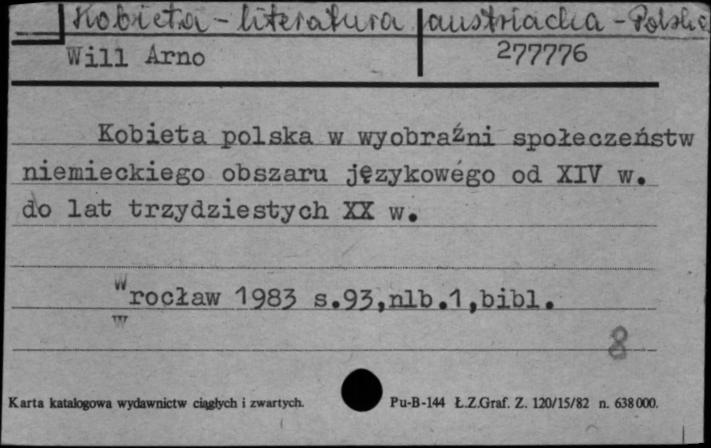 Kobieta - literatura austriacka - Polska
Will Arno 277776
Kobieta polska w wyobraźni społeczeństw
niemieckiego obszaru językowego od XIV w.
do lat trzydziestych XX w.
Wrocław 1983 s.93,nlb.1,bibl.
W
8
Karta katalogowa wydawnictw ciągłych i zwartych. Pu-B-144 Ł.Z.Graf. Z. 120/15/82 n. 638000.